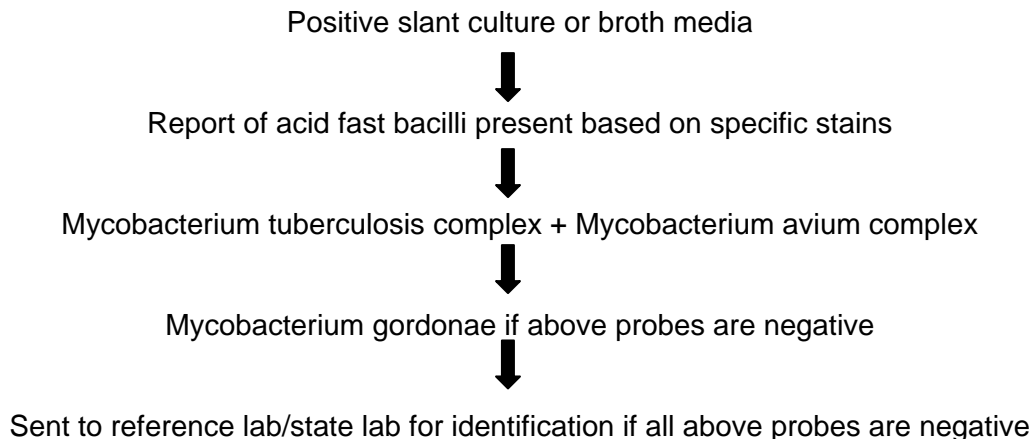 Positive slant culture or broth media
Report of acid fast bacilli present based on specific stains
Mycobacterium tuberculosis complex + Mycobacterium avium complex
Mycobacterium gordonae if above probes are negative
Sent to reference lab/state lab for identification if all above probes are negative